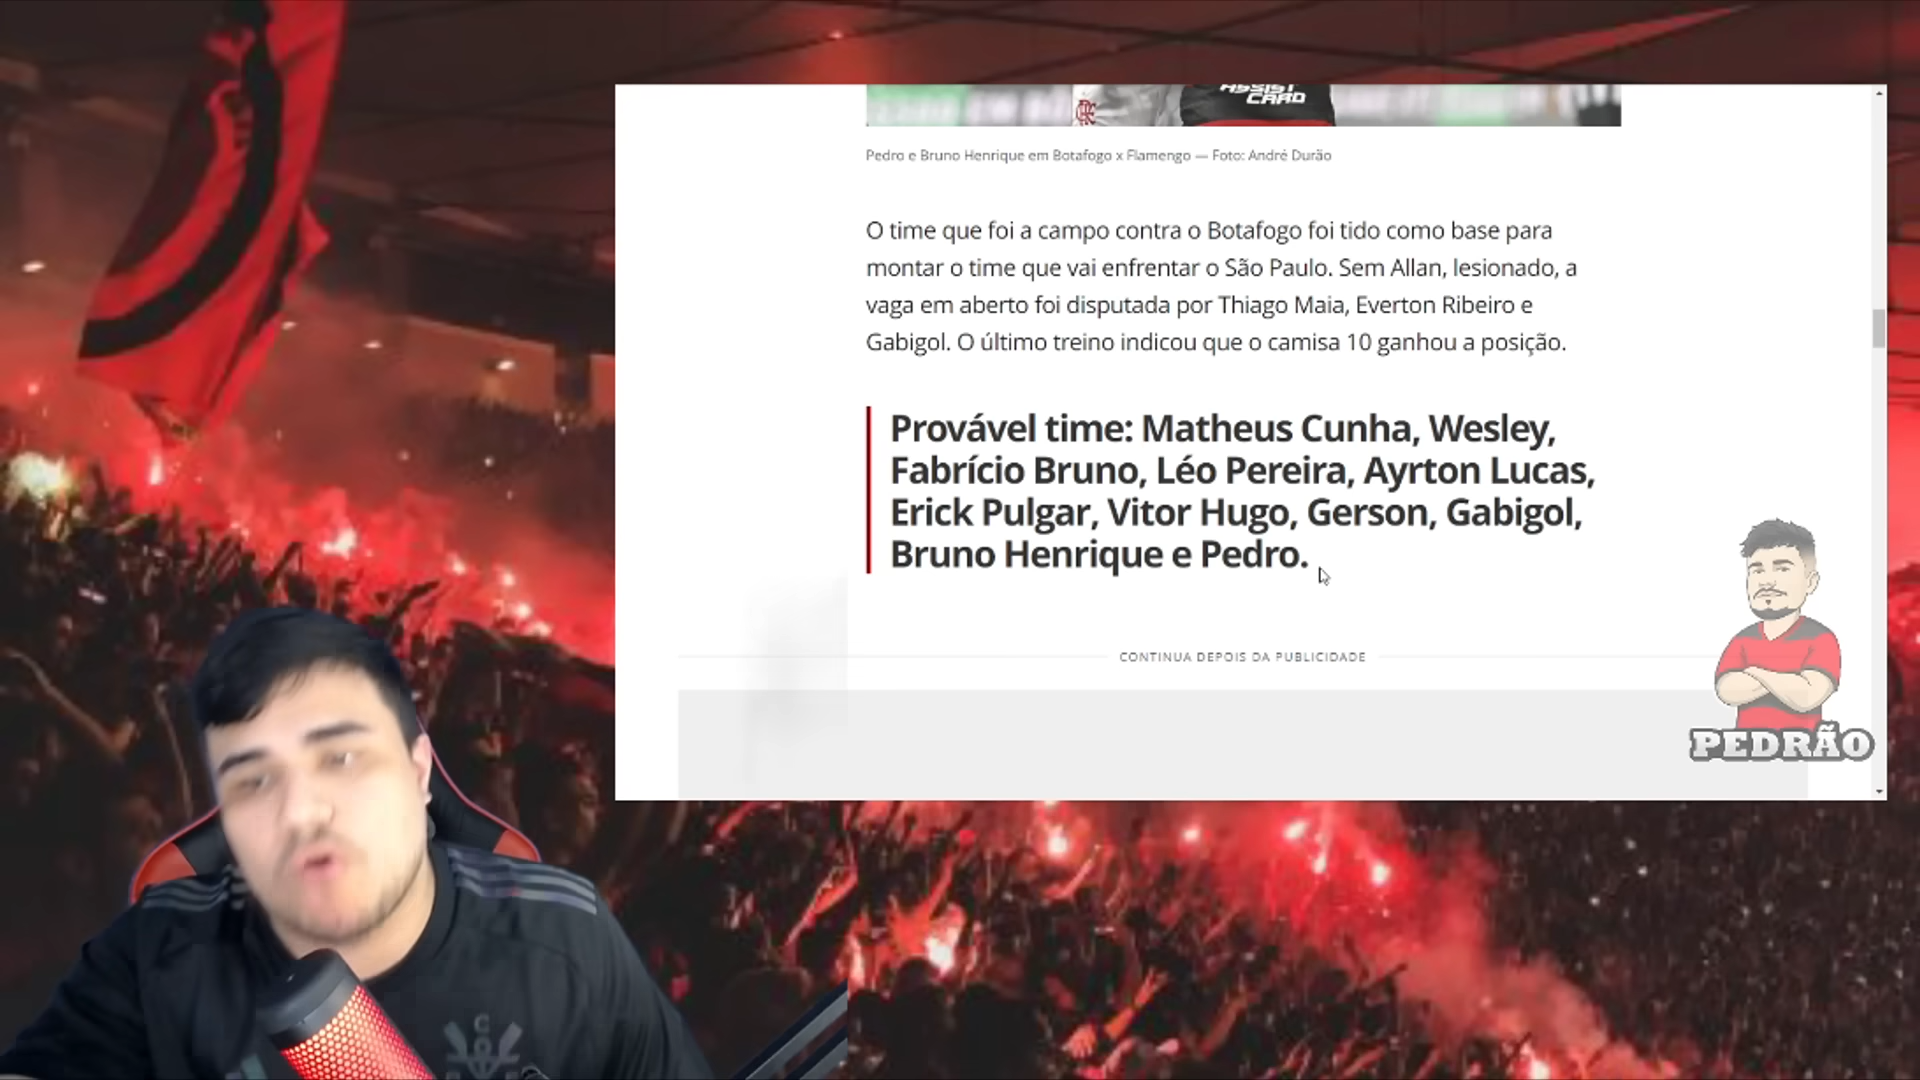 ASSIST
CARD
Pedro e Bruno Henrique em Botafogo x Flamengo — Foto: André Durão
O time que foi a campo contra o Botafogo foi tido como base para
montar o time que vai enfrentar o São Paulo. Sem Allan, lesionado, a
vaga em aberto foi disputada por Thiago Maia, Everton Ribeiro e
Gabigol. O último treino indicou que o camisa 10 ganhou a posição.
Provável time: Matheus Cunha, Wesley,
Fabrício Bruno, Léo Pereira, Ayrton Lucas,
Erick Pulgar, Vitor Hugo, Gerson, Gabigol,
Bruno Henrique e Pedro.
CONTINUA DEPOIS DA PUBLICIDADE
PEDRÃO